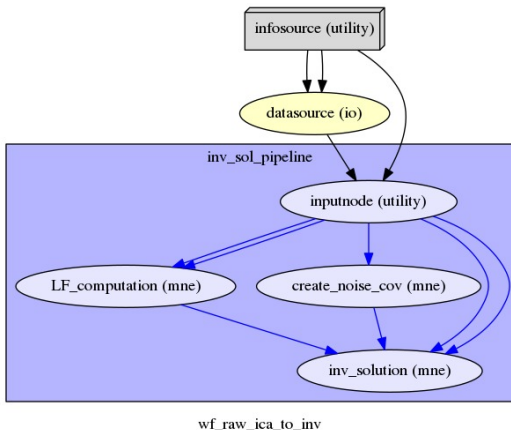 infosource (utility)
datasource (io)
inv_sol_pipeline
inputnode (utility)
LF_computation (mne)
create_noise_cov (mne)
inv_solution (mne)
wf_raw_ica_to_inv